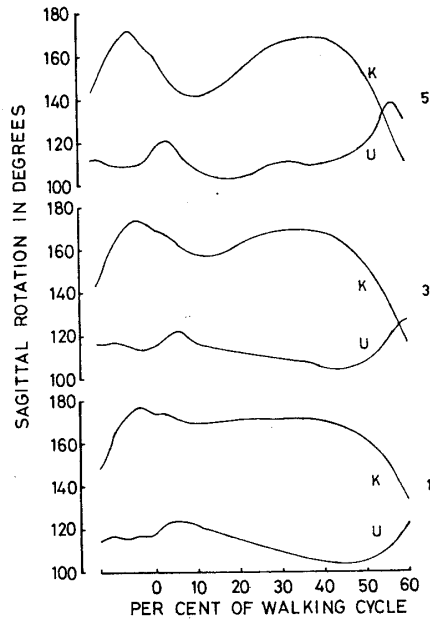 180
160
K
140
5
120
U
100
170
3
160
K
140
120
U
100
180
160
140
K
1
120
U
100
0 10 20 30 40 50 60
PER CENT OF WALKING CYCLE
SAGITTAL ROTATION IN DEGREES